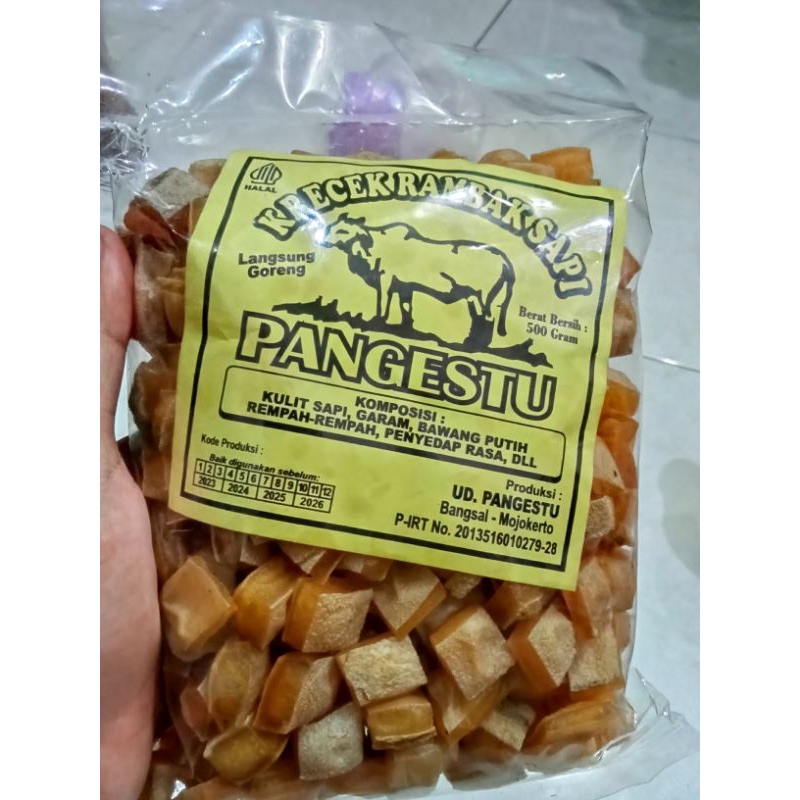 HALAL
KRECEK RAMBAK SAPI
Langsung
Goreng
Berat Bersih :
500 Gram
PANGESTU
KOMPOSISI :
KULIT SAPI, GARAM, BAWANG PUTIH
REMPAH-REMPAH, PENYEDAP RASA, DLL
Kode Produksi :
Baik digunakan sebelum:
1 2 3 4 5 6 7 8 9 10 11 12
2023 2024 2025 2026
Produksi :
UD. PANGESTU
Bangsal - Mojokerto
P-IRT No. 2013516010279-28